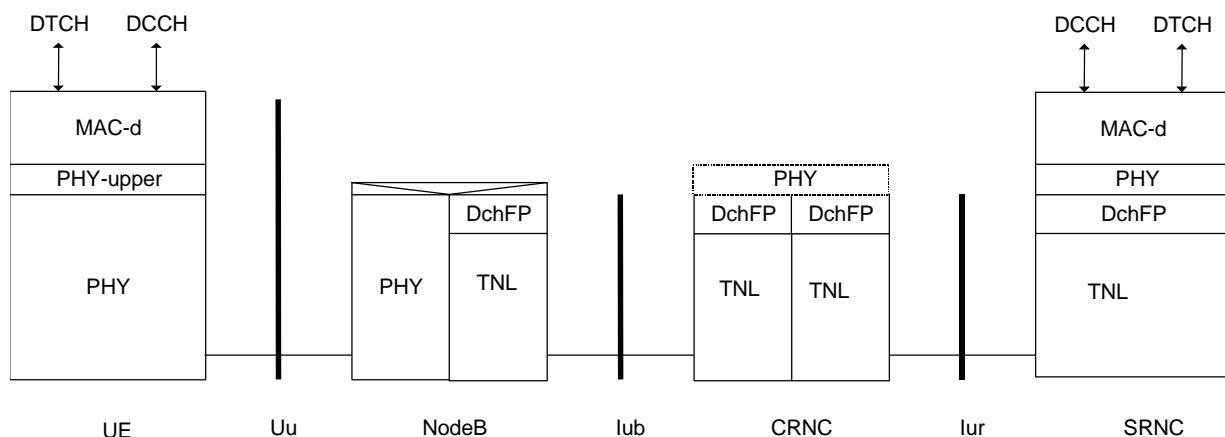 DTCH DCCH DCCH DTCH
MAC-d MAC-d
PHY-upper PHY PHY
DchFP DchFP DchFP DchFP
PHY PHY TNL TNL TNL TNL
UE Uu NodeB Iub CRNC Iur SRNC